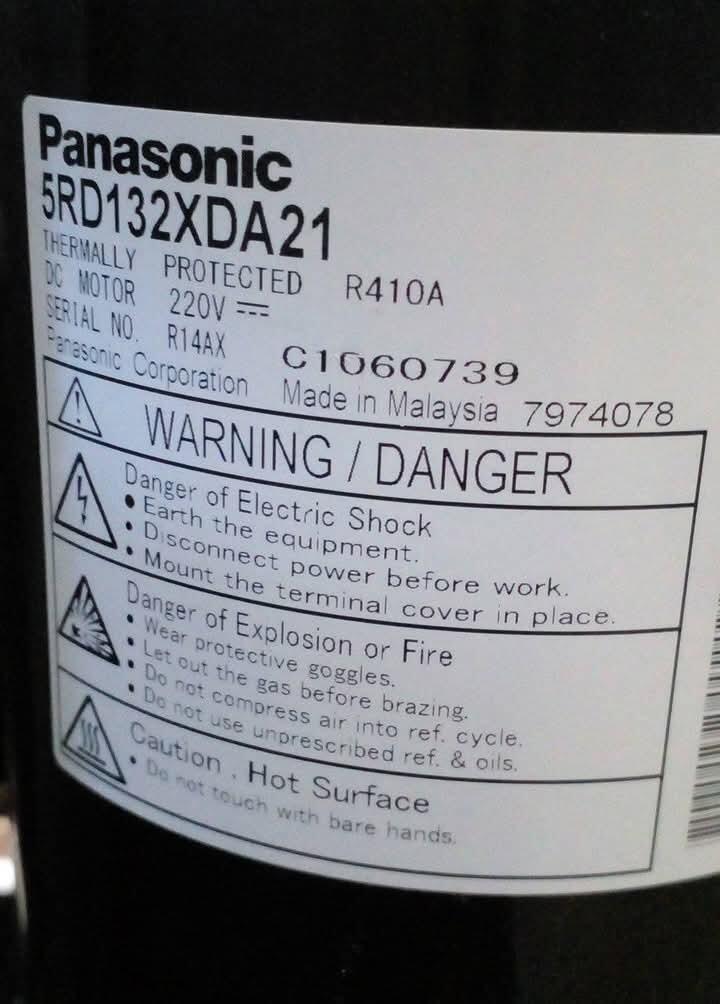 Panasonic
5RD132XDA21
THERMALLY PROTECTED R410A
DC MOTOR 220V ⎓
SERIAL NO. R14AX C1060739
Panasonic Corporation Made in Malaysia 7974078
WARNING / DANGER
Danger of Electric Shock
• Earth the equipment.
• Disconnect power before work.
• Mount the terminal cover in place.
Danger of Explosion or Fire
• Wear protective goggles.
• Let out the gas before brazing.
• Do not compress air into ref. cycle.
• Do not use unprescribed ref. & oils.
Caution , Hot Surface
• Do not touch with bare hands.